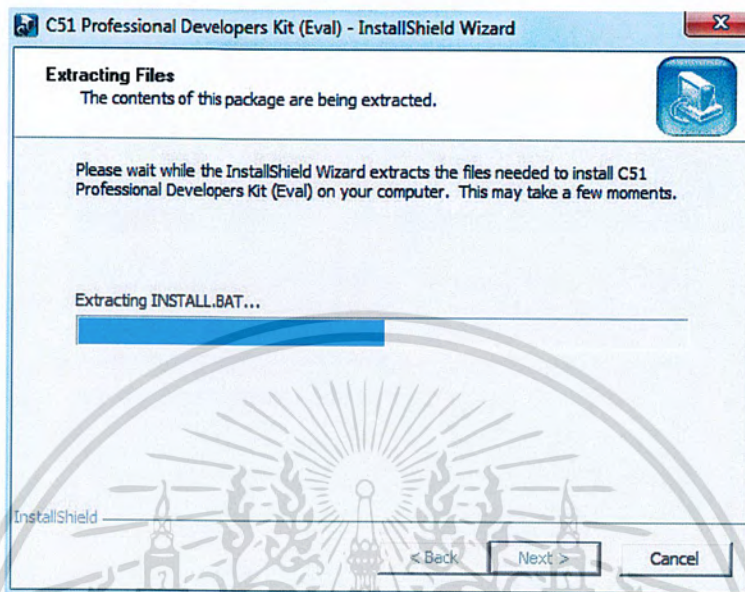 C51 Professional Developers Kit (Eval) - InstallShield Wizard
Extracting Files
The contents of this package are being extracted.
Please wait while the InstallShield Wizard extracts the files needed to install C51
Professional Developers Kit (Eval) on your computer. This may take a few moments.
Extracting INSTALL.BAT...
InstallShield
< Back
Next >
Cancel